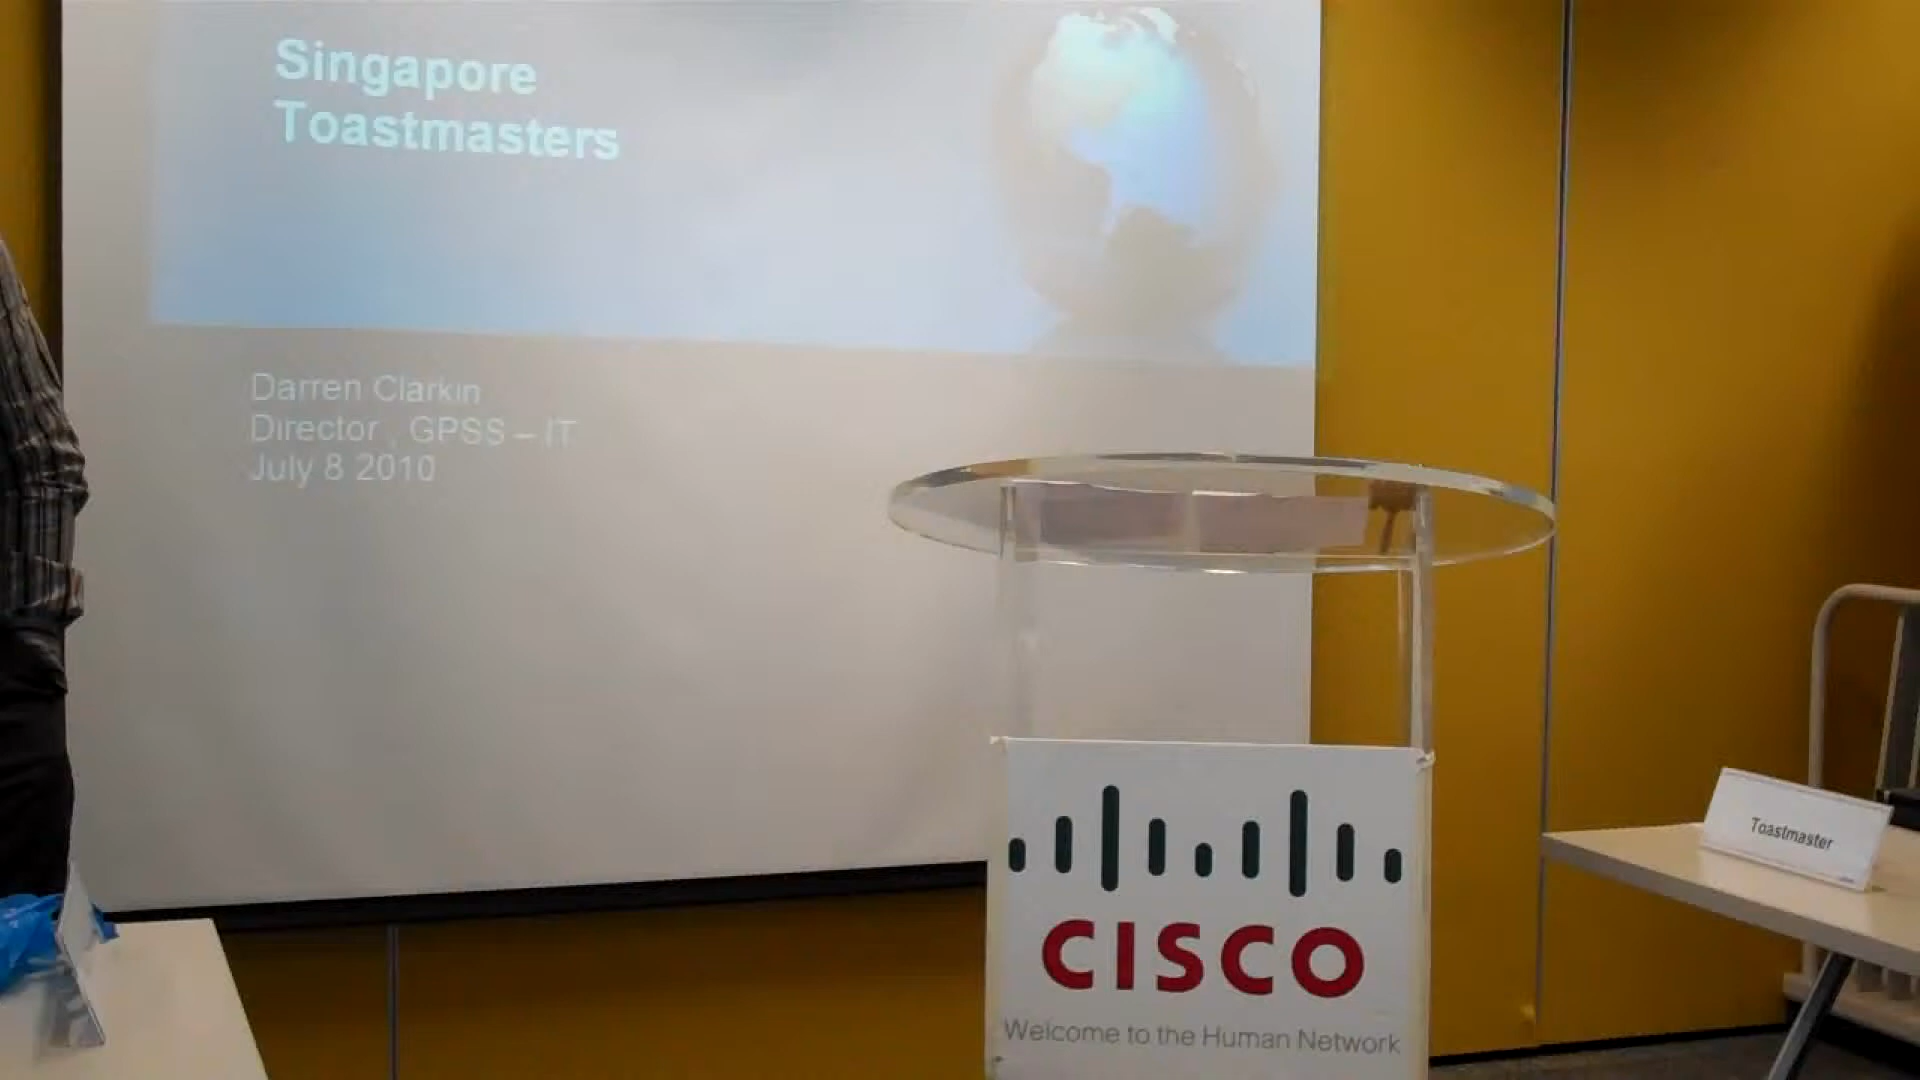 Singapore
Toastmasters
Darren Clarkin
Director , GPSS – IT
July 8 2010
CISCO
Welcome to the Human Network
Toastmaster